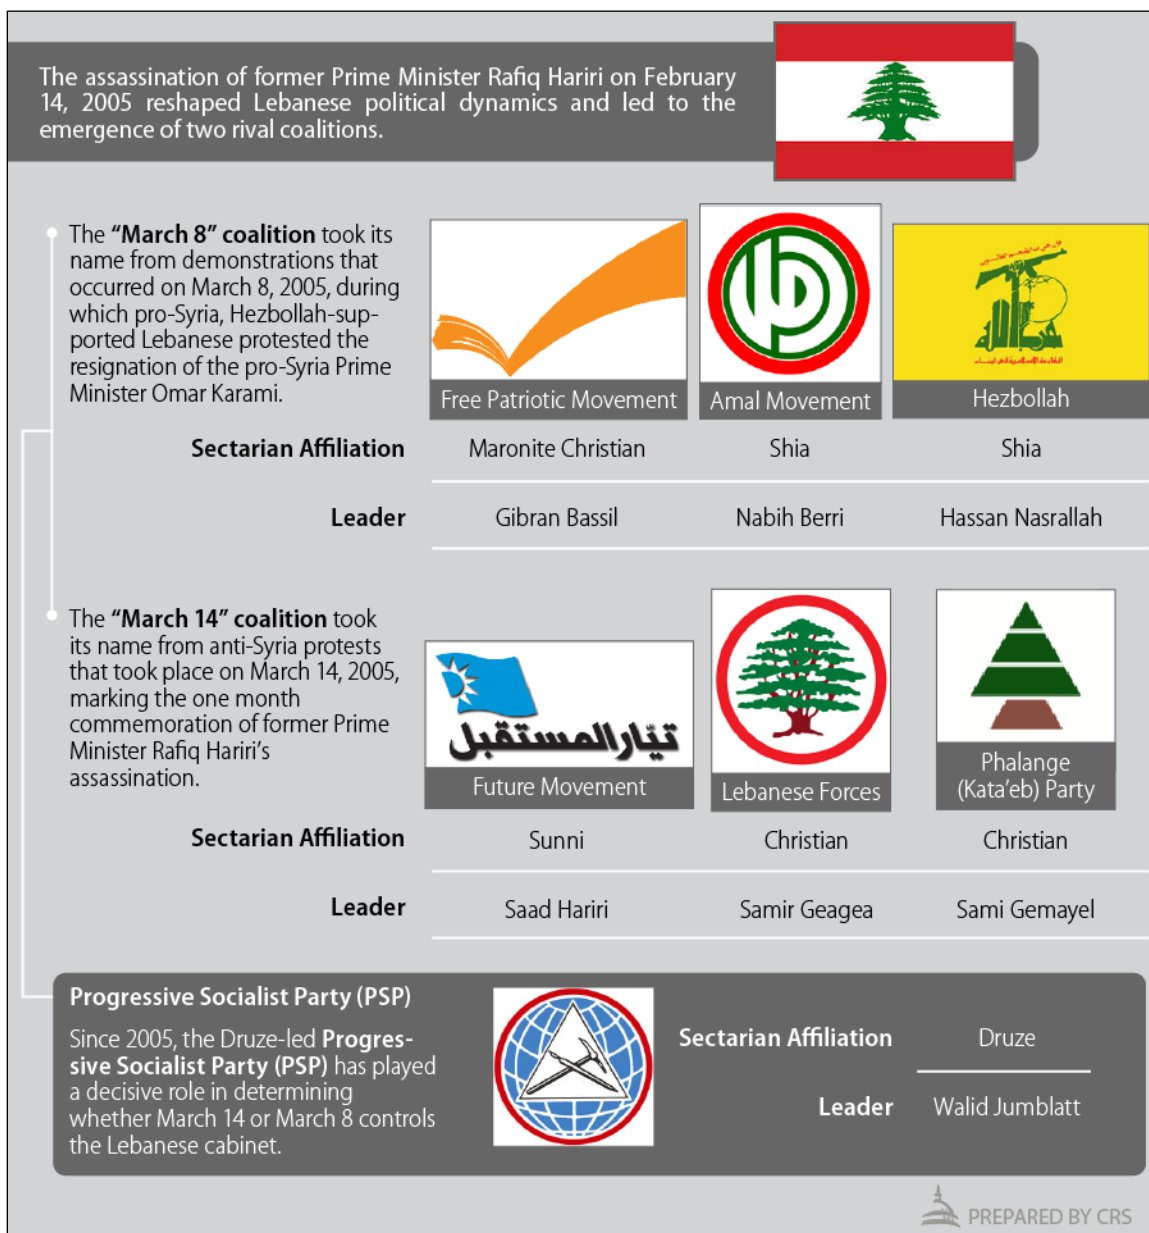 The assassination of former Prime Minister Rafiq Hariri on February
14, 2005 reshaped Lebanese political dynamics and led to the
emergence of two rival coalitions.
The “March 8” coalition took its
name from demonstrations that
occurred on March 8, 2005, during
which pro-Syria, Hezbollah-sup-
ported Lebanese protested the
resignation of the pro-Syria Prime
Minister Omar Karami.
Free Patriotic Movement
Amal Movement
Hezbollah
Sectarian Affiliation
Maronite Christian
Shia
Shia
Leader
Gibran Bassil
Nabih Berri
Hassan Nasrallah
The “March 14” coalition took
its name from anti-Syria protests
that took place on March 14, 2005,
marking the one month
commemoration of former Prime
Minister Rafiq Hariri’s
assassination.
تيّار المستقبل
Future Movement
Lebanese Forces
Phalange
(Kata’eb) Party
Sectarian Affiliation
Sunni
Christian
Christian
Leader
Saad Hariri
Samir Geagea
Sami Gemayel
Progressive Socialist Party (PSP)
Since 2005, the Druze-led Progres-
sive Socialist Party (PSP) has played
a decisive role in determining
whether March 14 or March 8 controls
the Lebanese cabinet.
Sectarian Affiliation
Druze
Leader
Walid Jumblatt
PREPARED BY CRS